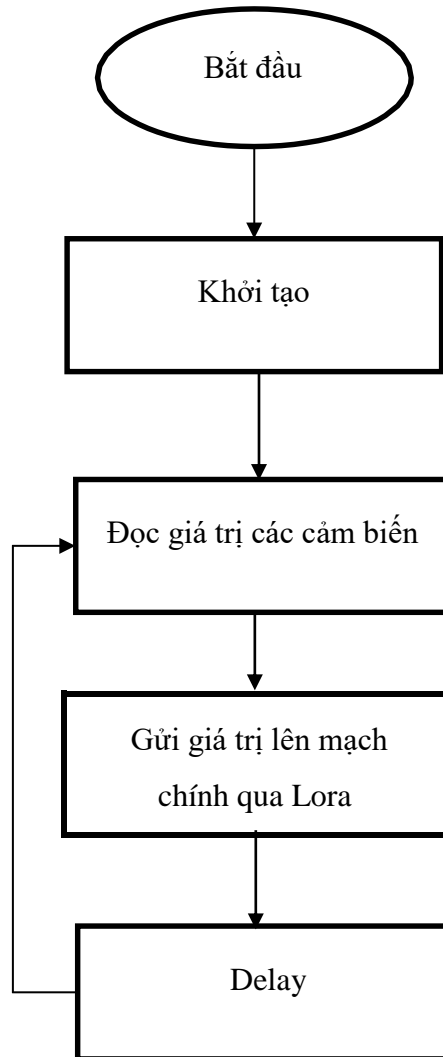 Bắt đầu
Khởi tạo
Đọc giá trị các cảm biến
Gửi giá trị lên mạch
chính qua Lora
Delay